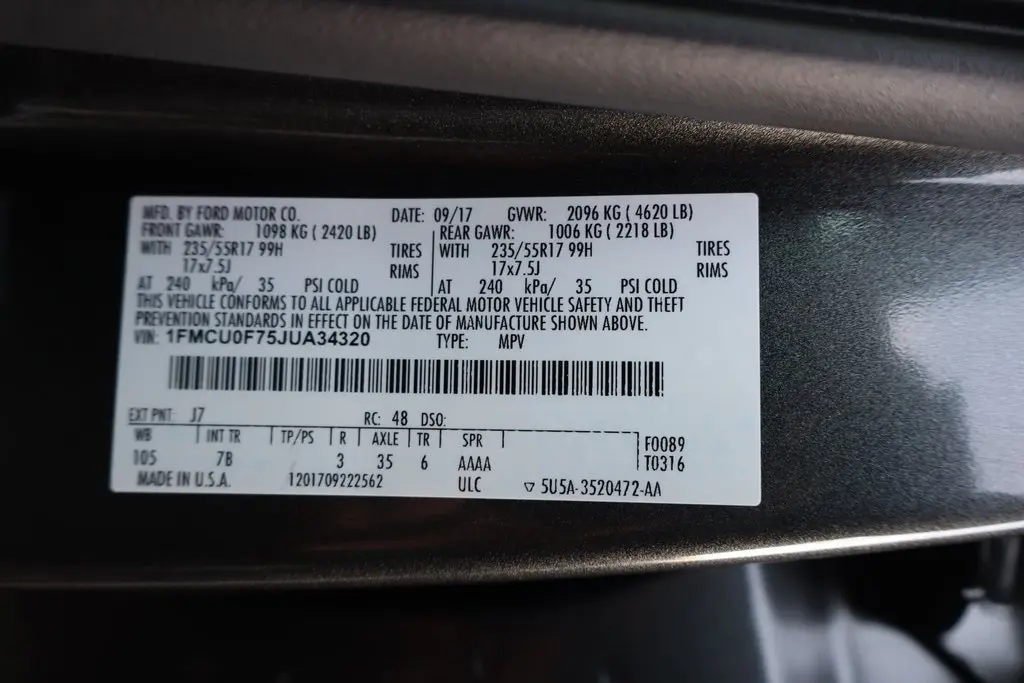 MFD. BY FORD MOTOR CO. DATE: 09/17 GVWR: 2096 KG ( 4620 LB)
FRONT GAWR: 1098 KG ( 2420 LB) REAR GAWR: 1006 KG ( 2218 LB)
WITH 235/55R17 99H TIRES WITH 235/55R17 99H TIRES
17x7.5J RIMS 17x7.5J RIMS
AT 240 kPa/ 35 PSI COLD AT 240 kPa/ 35 PSI COLD
THIS VEHICLE CONFORMS TO ALL APPLICABLE FEDERAL MOTOR VEHICLE SAFETY AND THEFT
PREVENTION STANDARDS IN EFFECT ON THE DATE OF MANUFACTURE SHOWN ABOVE.
VIN: 1FMCU0F75JUA34320 TYPE: MPV
EXT PNT: J7 RC: 48 DSO:
WB INT TR TP/PS R AXLE TR SPR F0089
105 7B 3 35 6 AAAA T0316
MADE IN U.S.A. 1201709222562 ULC ▽ 5U5A-3520472-AA